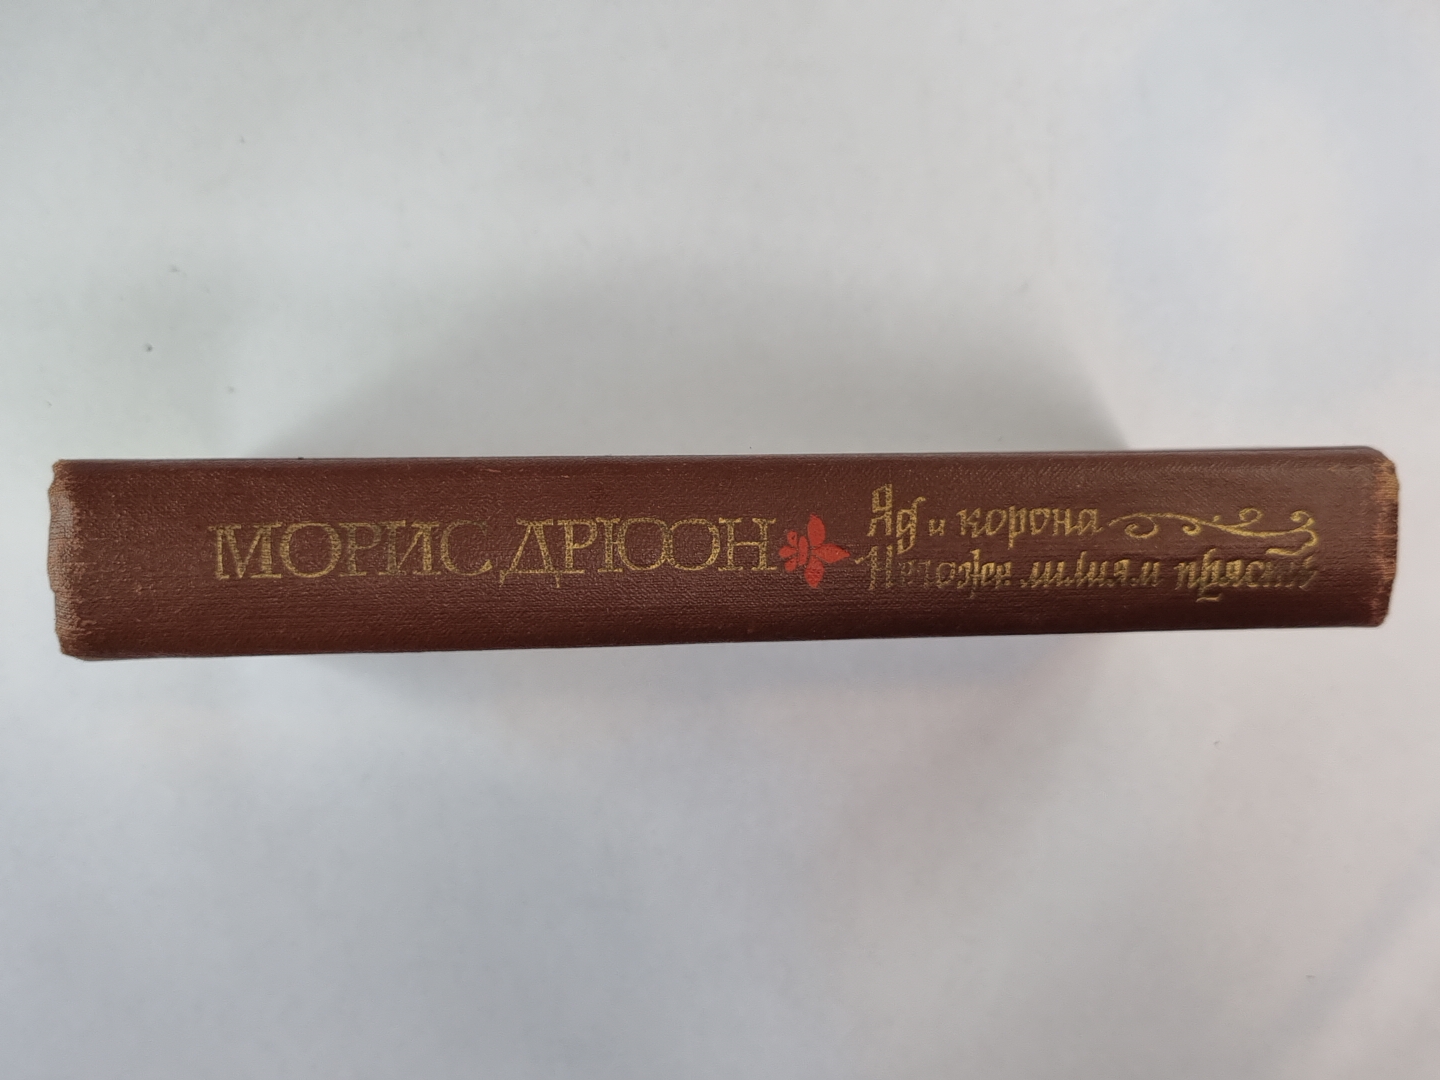 МОРИС ДРЮОН
Яд и корона
Негоже лилиям прясть